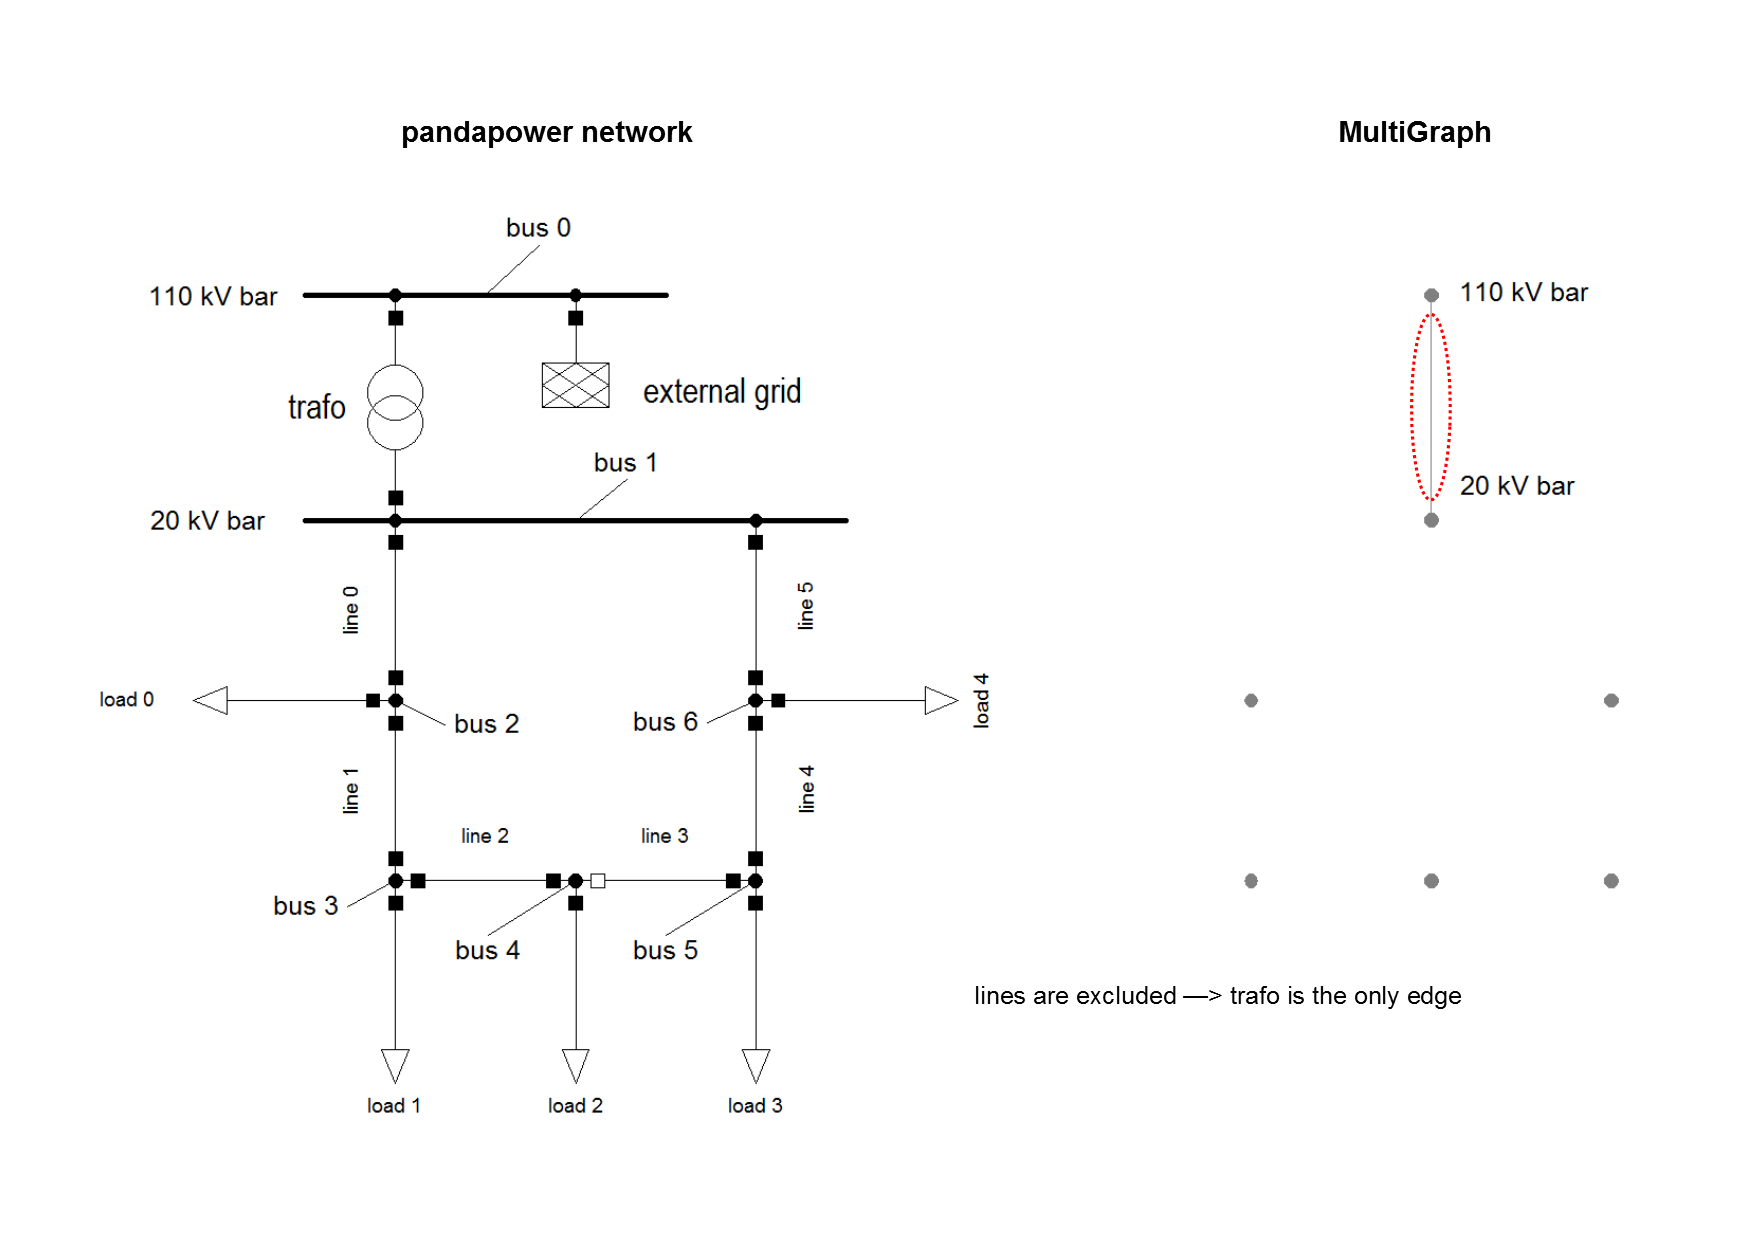 pandapower network
MultiGraph
bus 0
110 kV bar
110 kV bar
trafo
external grid
bus 1
20 kV bar
20 kV bar
line 0
line 5
load 0
bus 2
bus 6
load 4
line 1
line 4
line 2
line 3
bus 3
bus 4
bus 5
lines are excluded —> trafo is the only edge
load 1
load 2
load 3